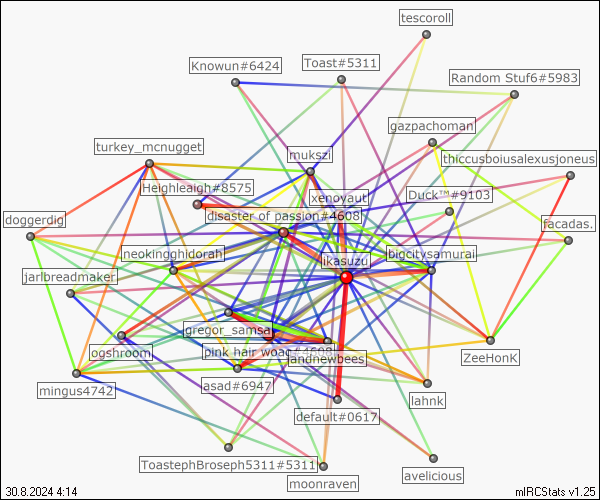 tescoroll
Knowun#6424
Toast#5311
Random Stuf6#5983
gazpachoman
turkey_mcnugget
mukszi
thiccusboiusalexusjoneus
Heighleaigh#8575
xenoyaut
Duck™#9103
doggerdig
disaster of passion#4608
facadas.
neokingghidorah
likasuzu
bigcitysamurai
jarlbreadmaker
gregor_samsa
ogshroom
pink hair woac#4508
andnewbees
ZeeHonK
mingus4742
asad#6947
lahnk
default#0617
ToastephBroseph5311#5311
moonraven
avelicious
30.8.2024 4:14
mIRCStats v1.25